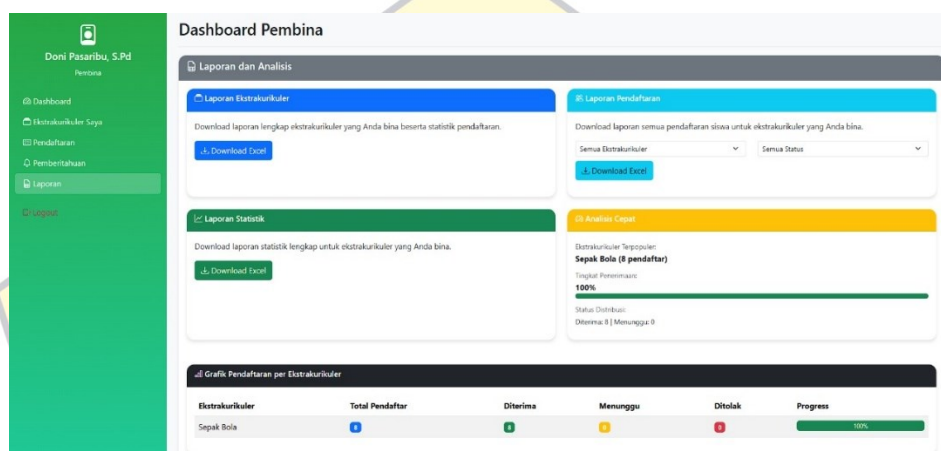 Doni Pasaribu, S.Pd
Pembina
Dashboard
Ekstrakurikuler Saya
Pendaftaran
Pemberitahuan
Laporan
Logout
Dashboard Pembina
Laporan dan Analisis
Laporan Ekstrakurikuler
Download laporan lengkap ekstrakurikuler yang Anda bina beserta statistik pendaftaran.
Download Excel
Laporan Pendaftaran
Download laporan semua pendaftaran siswa untuk ekstrakurikuler yang Anda bina.
Semua Ekstrakurikuler Semua Status
Download Excel
Laporan Statistik
Download laporan statistik lengkap untuk ekstrakurikuler yang Anda bina.
Download Excel
Analisis Cepat
Ekstrakurikuler Terpopuler:
Sepak Bola (8 pendaftar)
Tingkat Penerimaan:
100%
Status Distribusi:
Diterima: 8 | Menunggu: 0
Grafik Pendaftaran per Ekstrakurikuler
Ekstrakurikuler Total Pendaftar Diterima Menunggu Ditolak Progress
Sepak Bola 8 8 0 0 100%